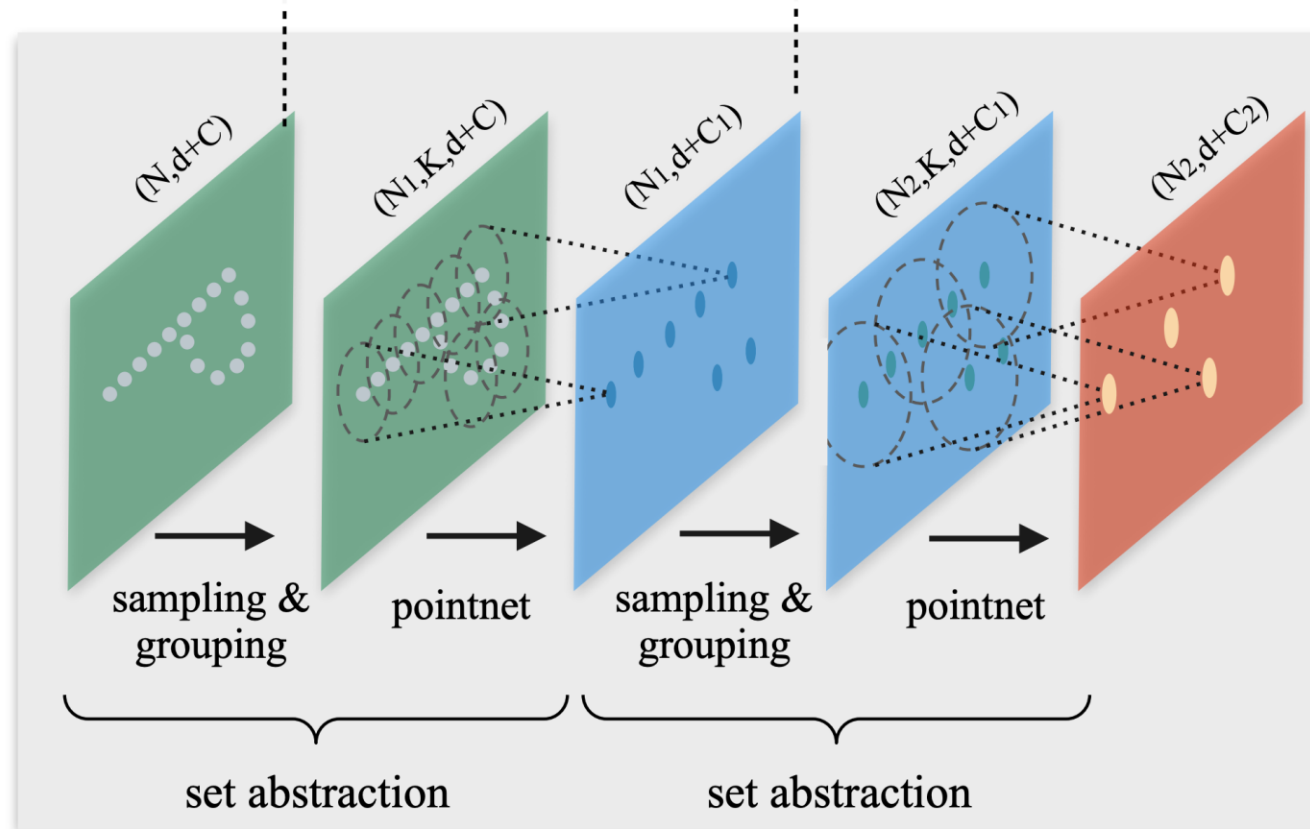 (N,d+C)
(N1,K,d+C)
(N1,d+C1)
(N2,K,d+C1)
(N2,d+C2)
sampling &
grouping
pointnet
sampling &
grouping
pointnet
set abstraction
set abstraction